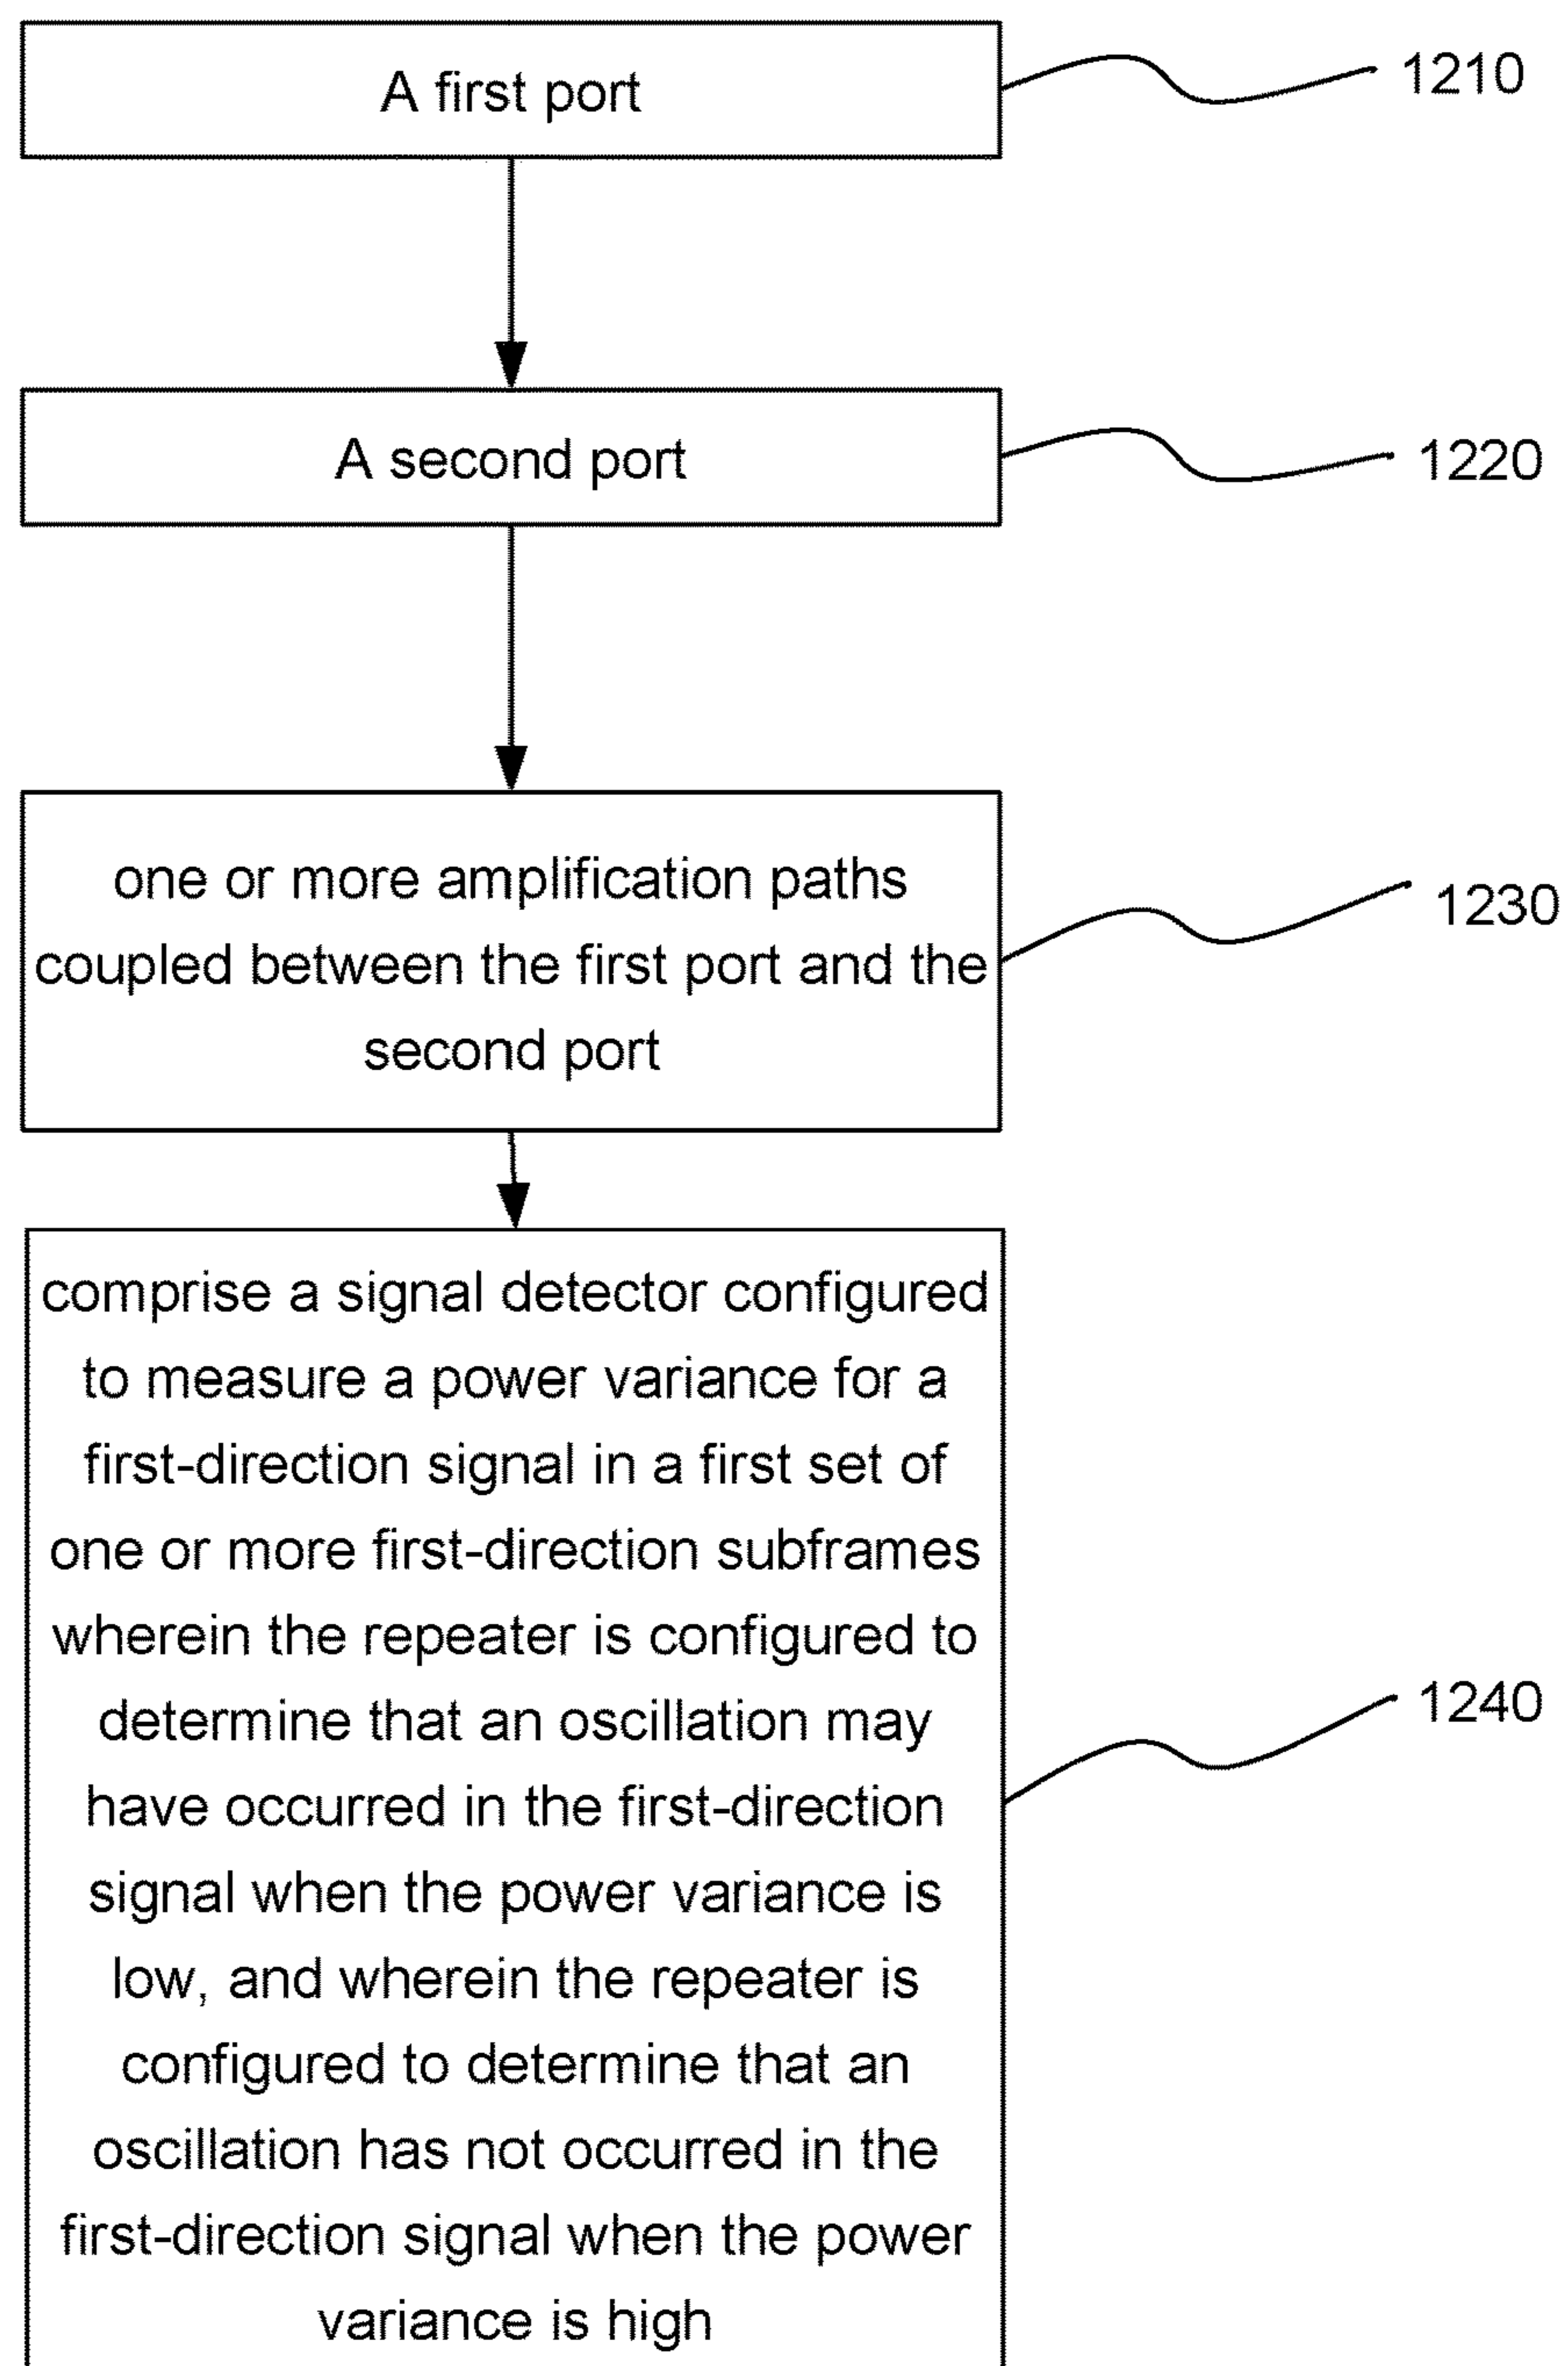 A first port
1210
A second port
1220
one or more amplification paths
coupled between the first port and the
second port
1230
comprise a signal detector configured
to measure a power variance for a
first-direction signal in a first set of
one or more first-direction subframes
wherein the repeater is configured to
determine that an oscillation may
have occurred in the first-direction
signal when the power variance is
low, and wherein the repeater is
configured to determine that an
oscillation has not occurred in the
first-direction signal when the power
variance is high
1240